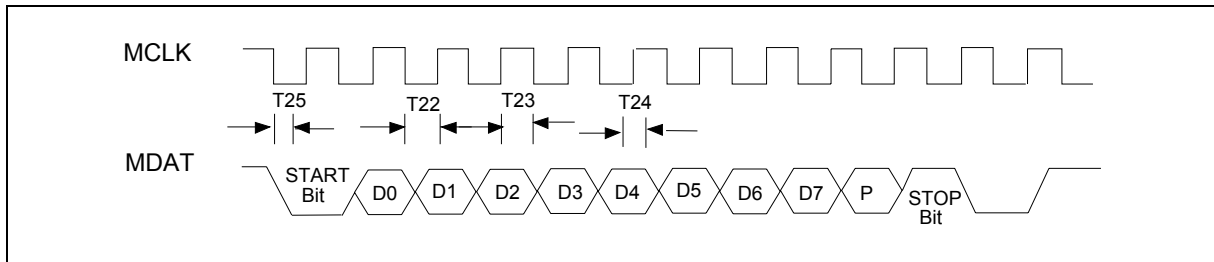 MCLK
T25 T22 T23 T24
MDAT
START Bit D0 D1 D2 D3 D4 D5 D6 D7 P STOP Bit